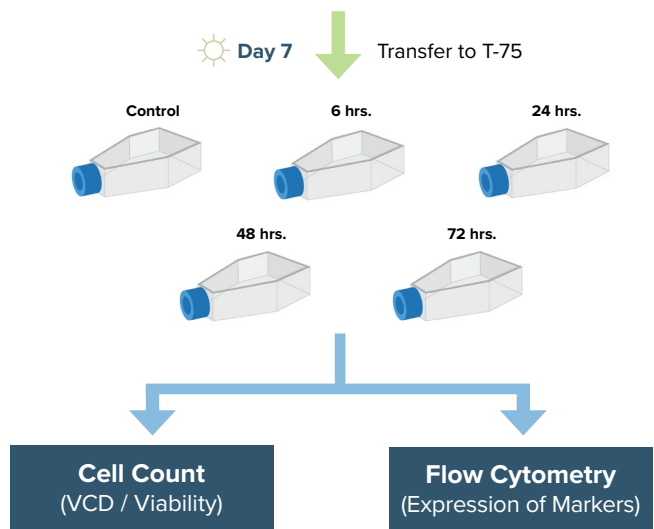 Day 7 Transfer to T-75
Control 6 hrs. 24 hrs.
48 hrs. 72 hrs.
Cell Count
(VCD / Viability)
Flow Cytometry
(Expression of Markers)